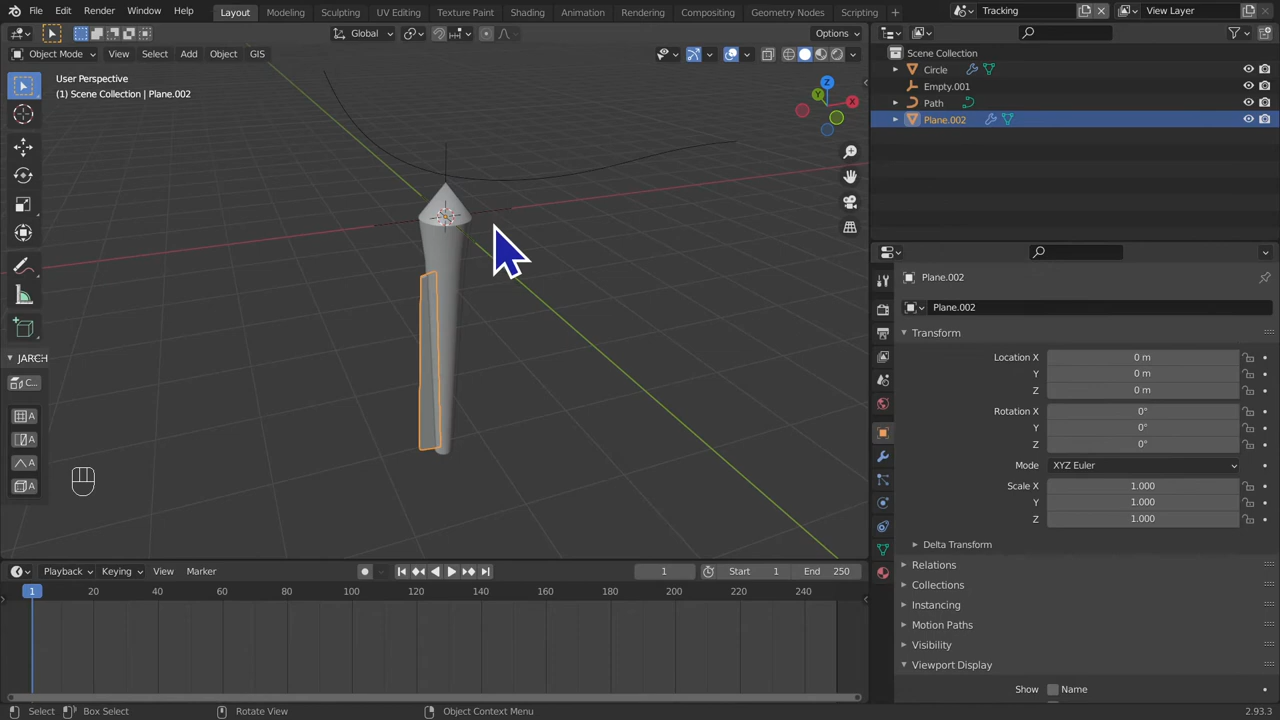 File Edit Render Window Help Layout Modeling Sculpting UV Editing Texture Paint Shading Animation Rendering Compositing Geometry Nodes Scripting + Tracking View Layer
Global Options
Object Mode View Select Add Object GIS
User Perspective
(1) Scene Collection | Plane.002
Z
Y
X
JARCH
C...
A
A
A
A
Scene Collection
Circle
Empty.001
Path
Plane.002
Plane.002
Plane.002
Transform
Location X 0 m
Y 0 m
Z 0 m
Rotation X 0°
Y 0°
Z 0°
Mode XYZ Euler
Scale X 1.000
Y 1.000
Z 1.000
Delta Transform
Relations
Collections
Instancing
Motion Paths
Visibility
Viewport Display
Show Name
Playback Keying View Marker 1 Start 1 End 250
1 20 40 60 80 100 120 140 160 180 200 220 240
Select Box Select Rotate View Object Context Menu 2.93.3